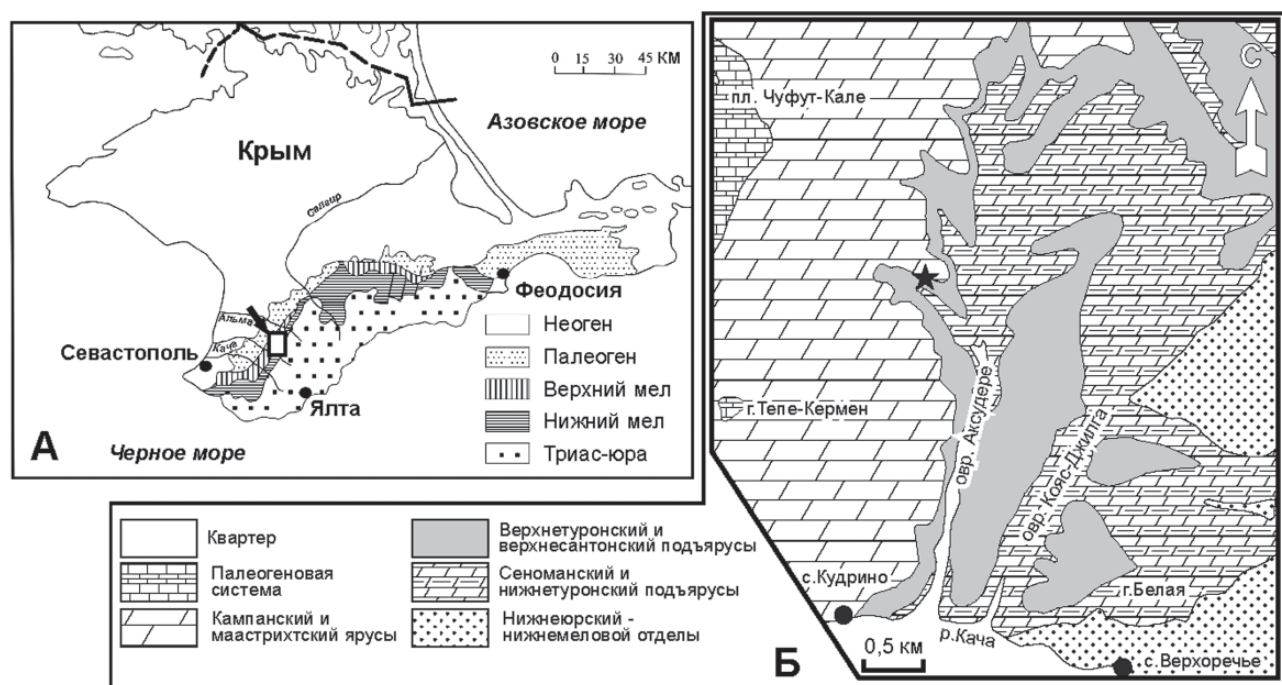 0 15 30 45 КМ
Азовское море
Крым
Салгир
Феодосия
Альма
Кача
Севастополь
Ялта
Черное море
А
Неоген
Палеоген
Верхний мел
Нижний мел
Триас-юра
С
пл. Чуфут-Кале
г.Тепе-Кермен
овр. Аксудере
овр. Кояс-Джилга
с.Кудрино
г.Белая
р.Кача
0,5 км
Б
с.Верхоречье
Квартер
Палеогеновая
система
Кампанский и
маастрихтский ярусы
Верхнетуронский и
верхнесантонский подъярусы
Сеноманский и
нижнетуронский подъярусы
Нижнеюрский -
нижнемеловой отделы